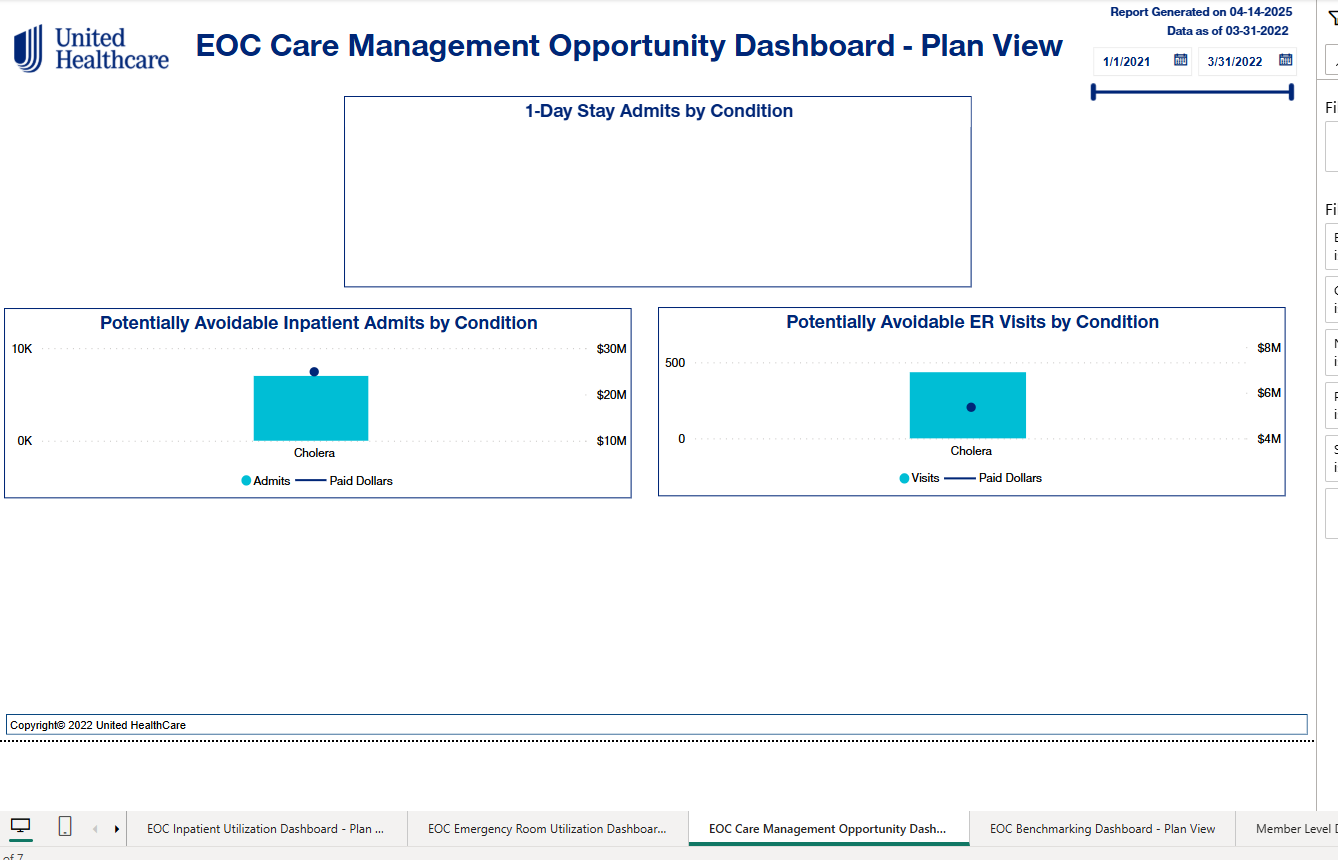 Report Generated on 04-14-2025
Data as of 03-31-2022
United
Healthcare
EOC Care Management Opportunity Dashboard - Plan View
1/1/2021
3/31/2022
1-Day Stay Admits by Condition
Fi
Fi
Potentially Avoidable Inpatient Admits by Condition
10K
$30M
$20M
0K
$10M
Cholera
Admits
Paid Dollars
Potentially Avoidable ER Visits by Condition
500
$8M
$6M
0
$4M
Cholera
Visits
Paid Dollars
Copyright© 2022 United HealthCare
EOC Inpatient Utilization Dashboard - Plan ...
EOC Emergency Room Utilization Dashboar...
EOC Care Management Opportunity Dash...
EOC Benchmarking Dashboard - Plan View
Member Level
of 7